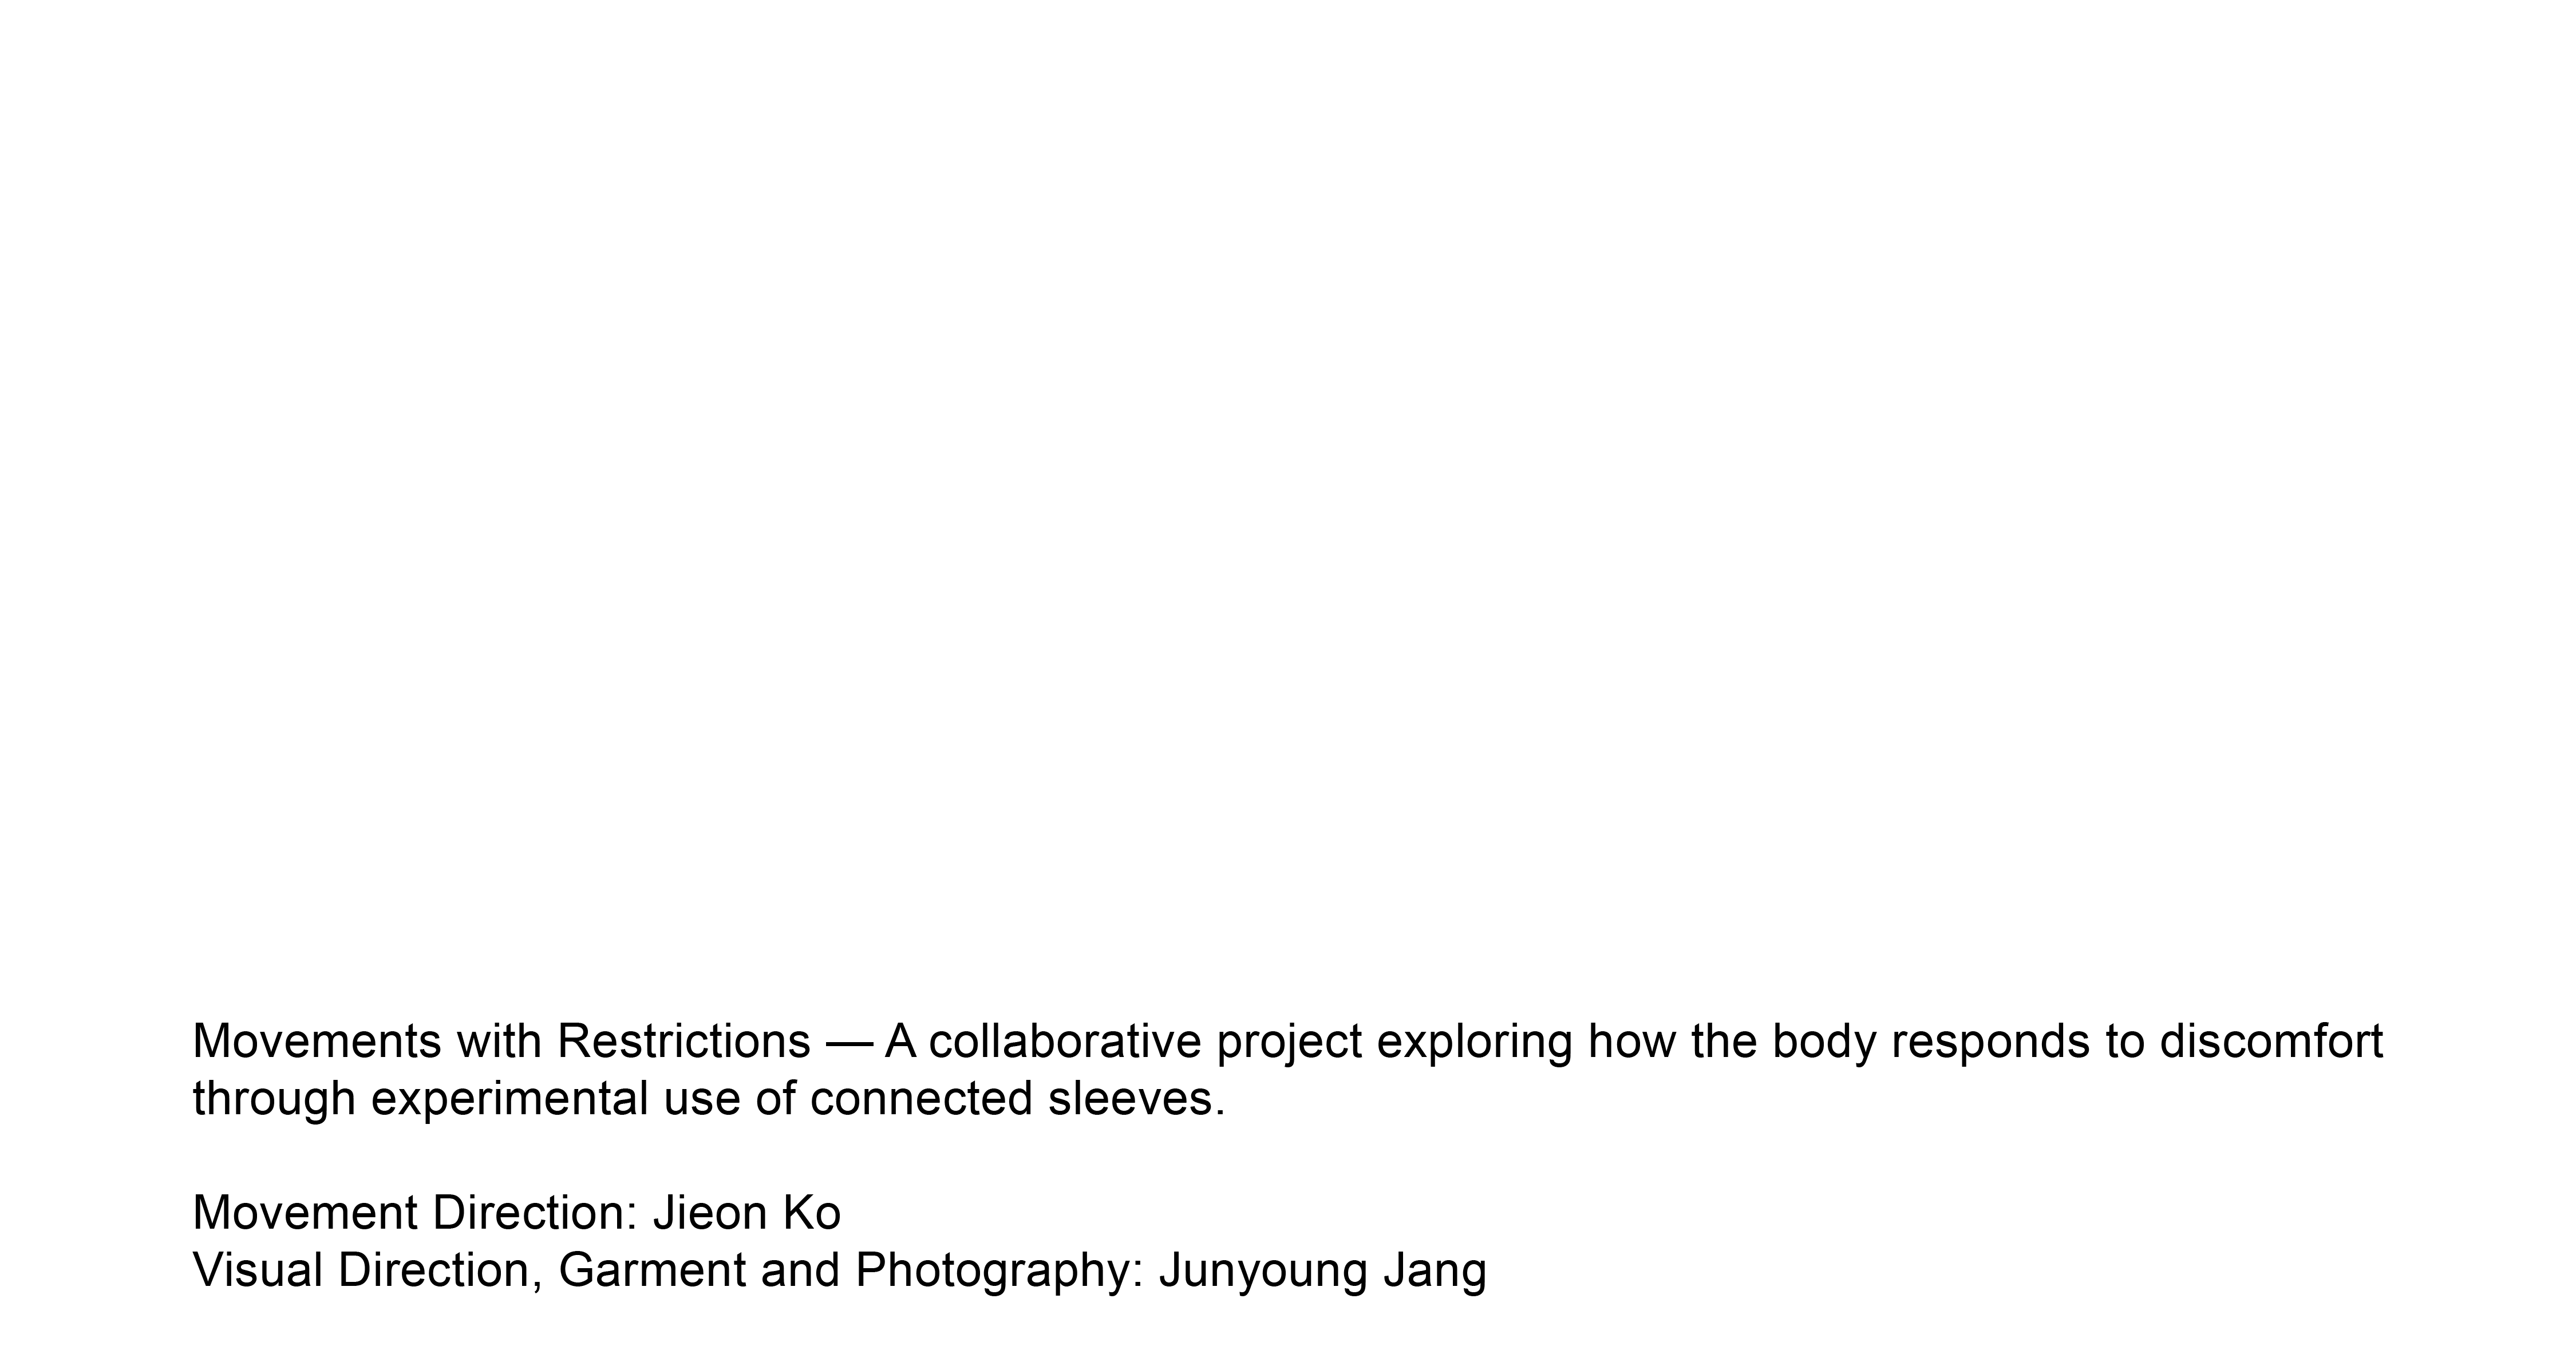 Movements with Restrictions — A collaborative project exploring how the body responds to discomfort
through experimental use of connected sleeves.
Movement Direction: Jieon Ko
Visual Direction, Garment and Photography: Junyoung Jang